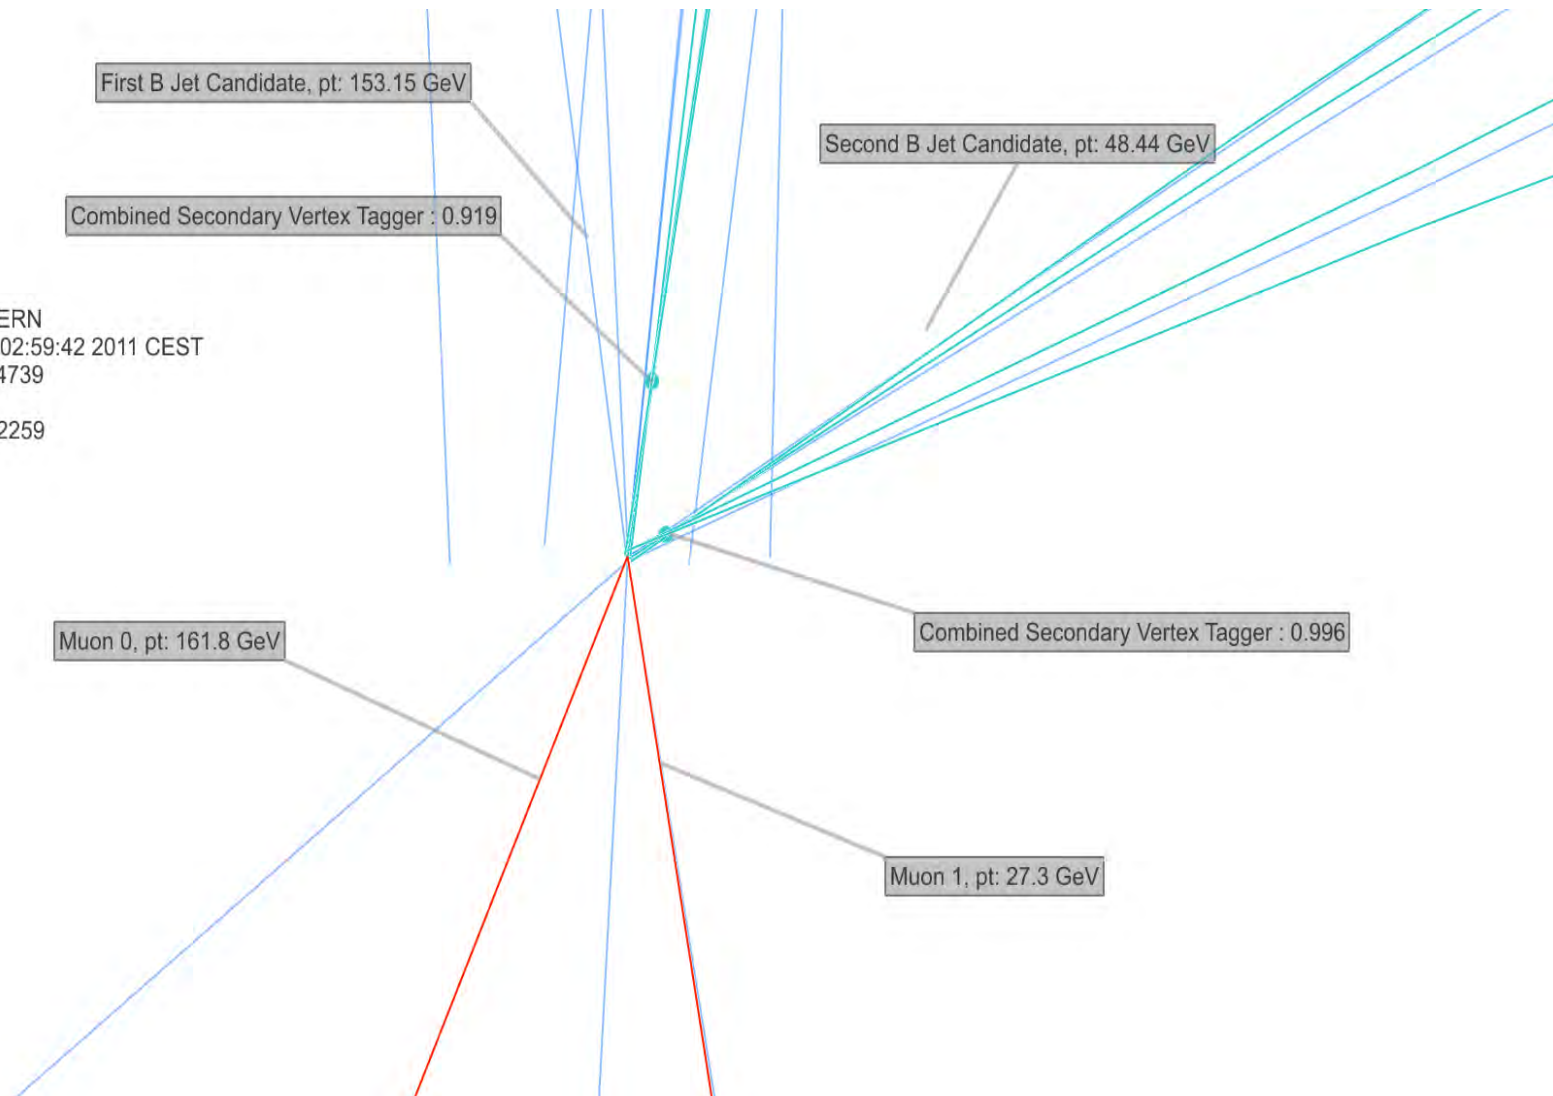 First B Jet Candidate, pt: 153.15 GeV
Second B Jet Candidate, pt: 48.44 GeV
Combined Secondary Vertex Tagger : 0.919
ERN
02:59:42 2011 CEST
4739
2259
Muon 0, pt: 161.8 GeV
Combined Secondary Vertex Tagger : 0.996
Muon 1, pt: 27.3 GeV